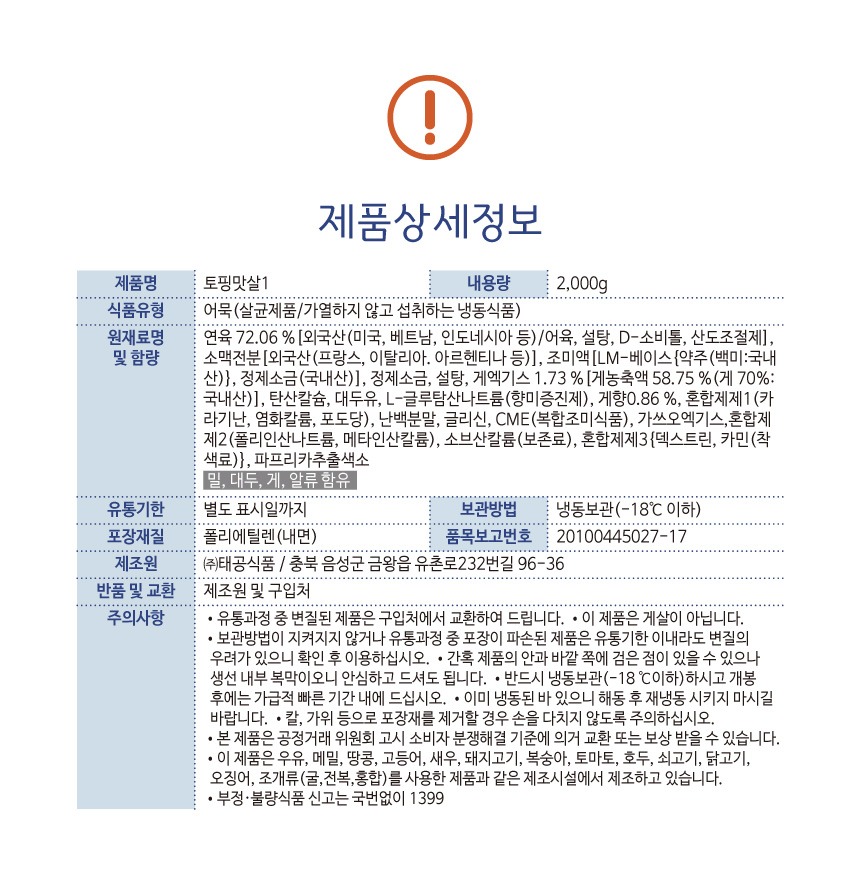 제품상세정보
제품명 토핑맛살1 내용량 2,000g
식품유형 어묵(살균제품/가열하지 않고 섭취하는 냉동식품)
원재료명 연육 72.06 % [외국산(미국, 베트남, 인도네시아 등)/어육, 설탕, D-소비톨, 산도조절제],
및 함량 소맥전분[외국산(프랑스, 이탈리아. 아르헨티나 등)], 조미액[LM-베이스{약주(백미:국내
산)}, 정제소금(국내산)], 정제소금, 설탕, 게엑기스 1.73 % [게농축액 58.75 % (게 70%:
국내산)], 탄산칼슘, 대두유, L-글루탐산나트륨(향미증진제), 게향0.86 %, 혼합제제1(카
라기난, 염화칼륨, 포도당), 난백분말, 글리신, CME(복합조미식품), 가쓰오엑기스,혼합제
제2(폴리인산나트륨, 메타인산칼륨), 소브산칼륨(보존료), 혼합제제3{덱스트린, 카민(착
색료)}, 파프리카추출색소
밀, 대두, 게, 알류 함유
유통기한 별도 표시일까지 보관방법 냉동보관(-18℃ 이하)
포장재질 폴리에틸렌(내면) 품목보고번호 20100445027-17
제조원 ㈜태공식품 / 충북 음성군 금왕읍 유촌로232번길 96-36
반품 및 교환 제조원 및 구입처
주의사항 • 유통과정 중 변질된 제품은 구입처에서 교환하여 드립니다. • 이 제품은 게살이 아닙니다.
• 보관방법이 지켜지지 않거나 유통과정 중 포장이 파손된 제품은 유통기한 이내라도 변질의
우려가 있으니 확인 후 이용하십시오. • 간혹 제품의 안과 바깥 쪽에 검은 점이 있을 수 있으나
생선 내부 복막이오니 안심하고 드셔도 됩니다. • 반드시 냉동보관(-18 ℃이하)하시고 개봉
후에는 가급적 빠른 기간 내에 드십시오. • 이미 냉동된 바 있으니 해동 후 재냉동 시키지 마시길
바랍니다. • 칼, 가위 등으로 포장재를 제거할 경우 손을 다치지 않도록 주의하십시오.
• 본 제품은 공정거래 위원회 고시 소비자 분쟁해결 기준에 의거 교환 또는 보상 받을 수 있습니다.
• 이 제품은 우유, 메밀, 땅콩, 고등어, 새우, 돼지고기, 복숭아, 토마토, 호두, 쇠고기, 닭고기,
오징어, 조개류(굴,전복,홍합)를 사용한 제품과 같은 제조시설에서 제조하고 있습니다.
• 부정·불량식품 신고는 국번없이 1399